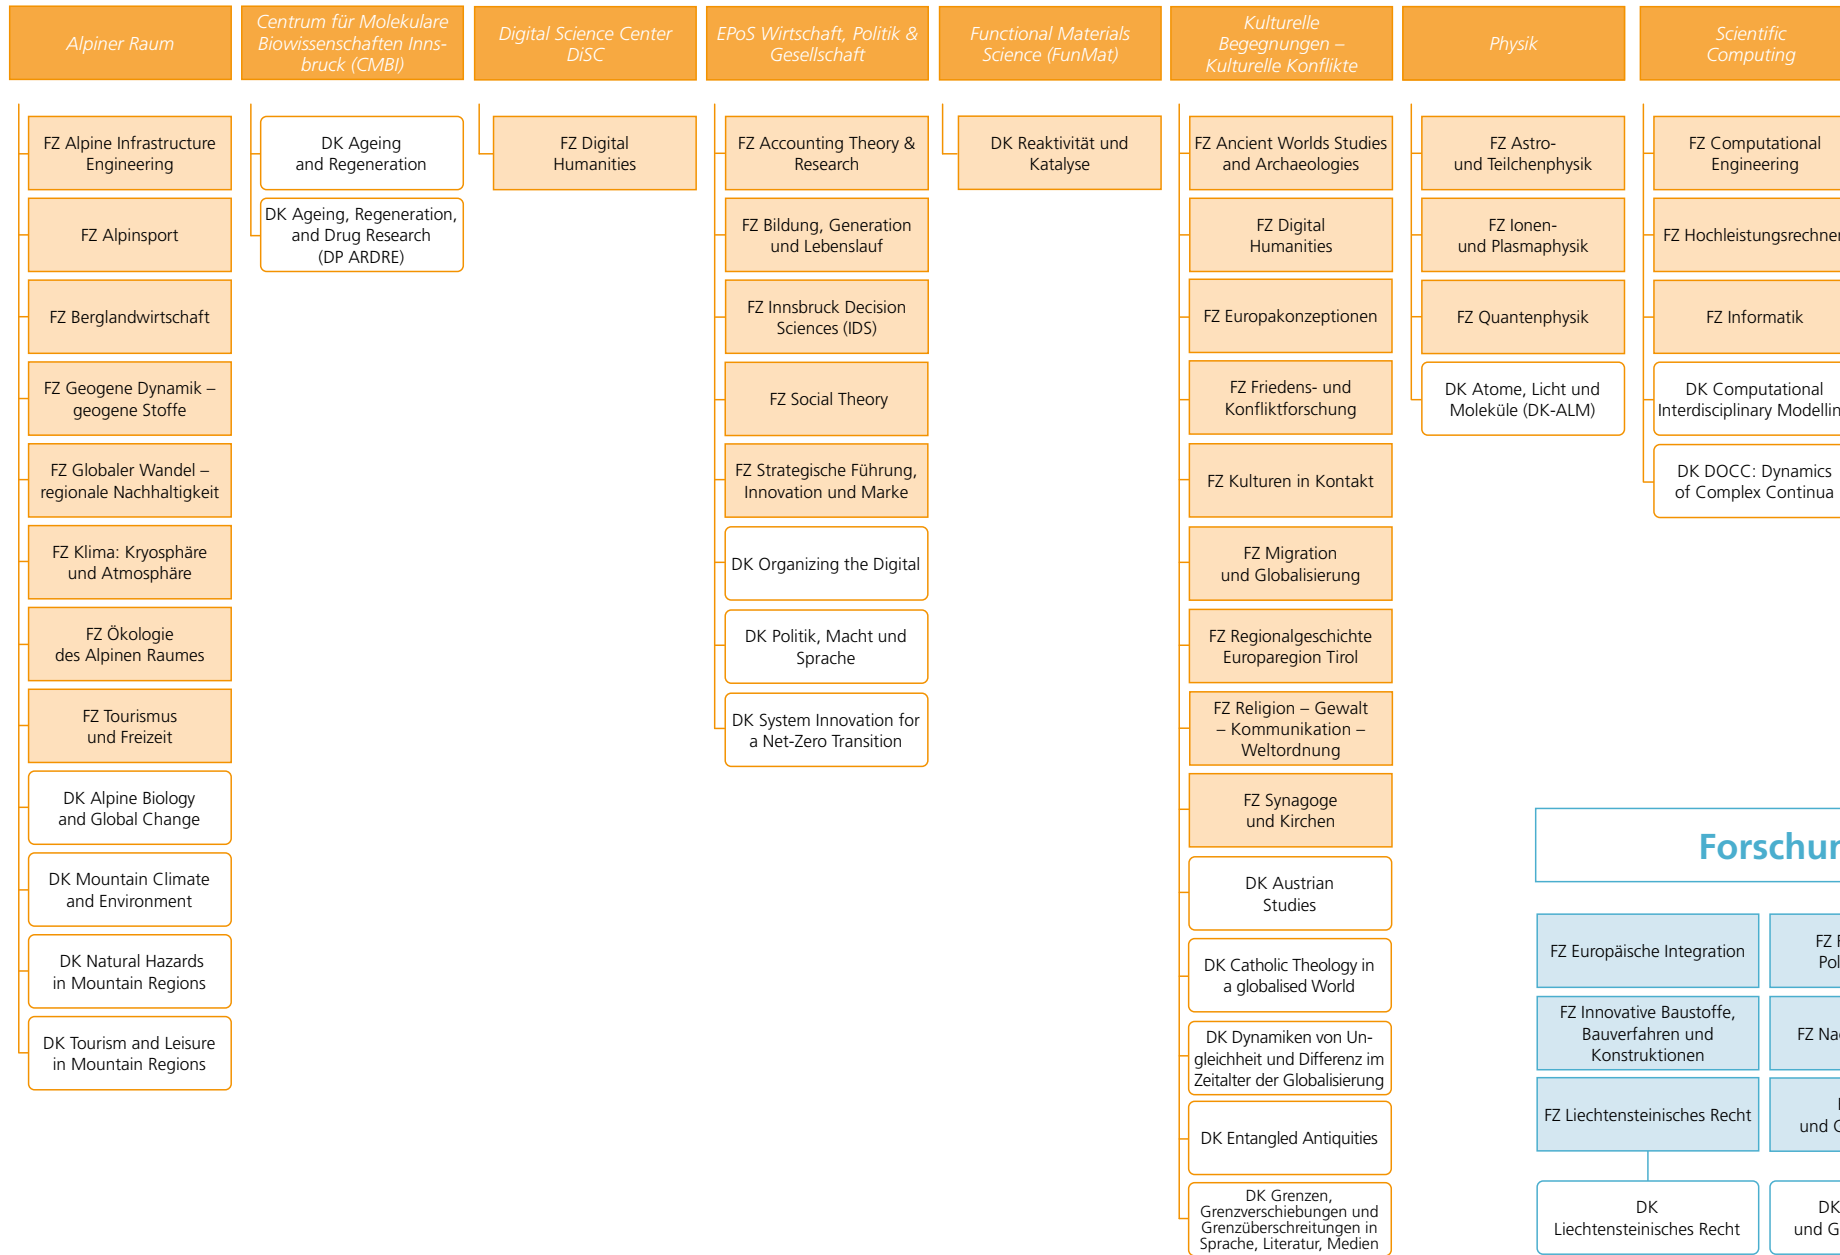 Alpiner Raum
Centrum für Molekulare
Biowissenschaften Inns-
bruck (CMBI)
Digital Science Center
DiSC
EPoS Wirtschaft, Politik &
Gesellschaft
Functional Materials
Science (FunMat)
Kulturelle
Begegnungen –
Kulturelle Konflikte
Physik
Scientific
Computing
FZ Alpine Infrastructure
Engineering
FZ Alpinsport
FZ Berglandwirtschaft
FZ Geogene Dynamik –
geogene Stoffe
FZ Globaler Wandel –
regionale Nachhaltigkeit
FZ Klima: Kryosphäre
und Atmosphäre
FZ Ökologie
des Alpinen Raumes
FZ Tourismus
und Freizeit
DK Alpine Biology
and Global Change
DK Mountain Climate
and Environment
DK Natural Hazards
in Mountain Regions
DK Tourism and Leisure
in Mountain Regions
DK Ageing
and Regeneration
DK Ageing, Regeneration,
and Drug Research
(DP ARDRE)
FZ Digital
Humanities
FZ Accounting Theory &
Research
FZ Bildung, Generation
und Lebenslauf
FZ Innsbruck Decision
Sciences (IDS)
FZ Social Theory
FZ Strategische Führung,
Innovation und Marke
DK Organizing the Digital
DK Politik, Macht und
Sprache
DK System Innovation for
a Net-Zero Transition
DK Reaktivität und
Katalyse
FZ Ancient Worlds Studies
and Archaeologies
FZ Digital
Humanities
FZ Europakonzeptionen
FZ Friedens- und
Konfliktforschung
FZ Kulturen in Kontakt
FZ Migration
und Globalisierung
FZ Regionalgeschichte
Europaregion Tirol
FZ Religion – Gewalt
– Kommunikation –
Weltordnung
FZ Synagoge
und Kirchen
DK Austrian
Studies
DK Catholic Theology in
a globalised World
DK Dynamiken von Un-
gleichheit und Differenz im
Zeitalter der Globalisierung
DK Entangled Antiquities
DK Grenzen,
Grenzverschiebungen und
Grenzüberschreitungen in
Sprache, Literatur, Medien
FZ Astro-
und Teilchenphysik
FZ Ionen-
und Plasmaphysik
FZ Quantenphysik
DK Atome, Licht und
Moleküle (DK-ALM)
FZ Computational
Engineering
FZ Hochleistungsrechnen
FZ Informatik
DK Computational
Interdisciplinary Modellin
DK DOCC: Dynamics
of Complex Continua
Forschun
FZ Europäische Integration
FZ
Pol
FZ Innovative Baustoffe,
Bauverfahren und
Konstruktionen
FZ Na
FZ Liechtensteinisches Recht
und G
DK
Liechtensteinisches Recht
DK
und G